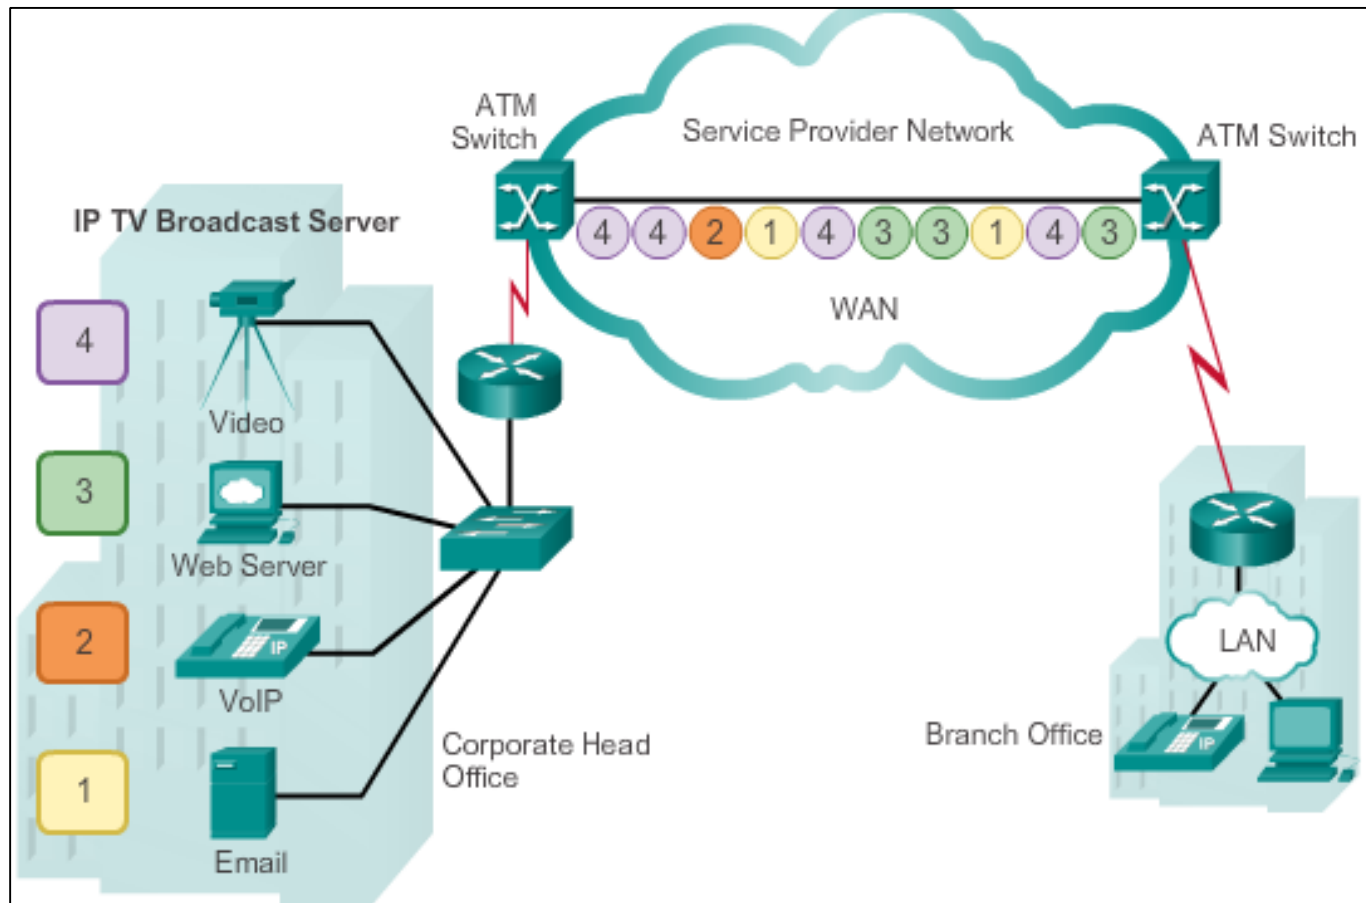 ATM
Switch
Service Provider Network
ATM Switch
IP TV Broadcast Server
4 4 2 1 4 3 3 1 4 3
WAN
4
Video
3
Web Server
2
IP
VoIP
LAN
Corporate Head
Office
Branch Office
IP
1
Email